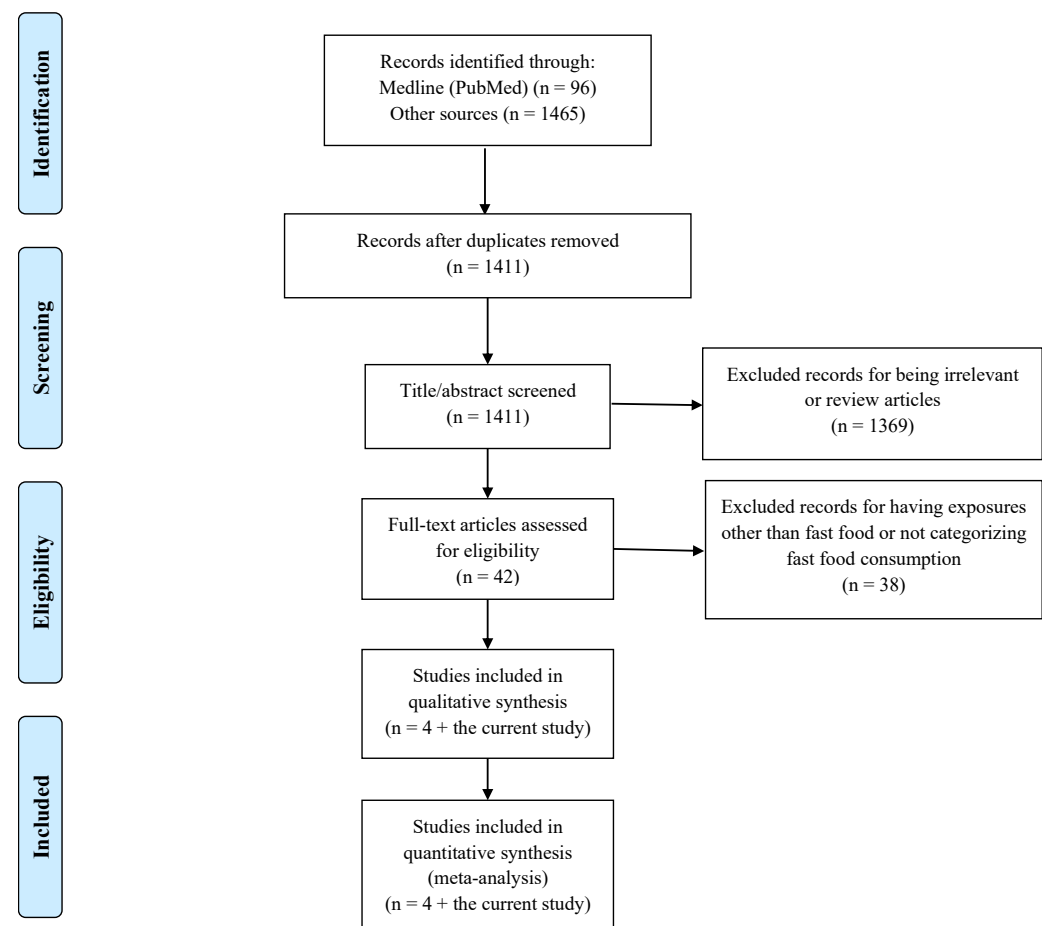 Identification
Records identified through:
Medline (PubMed) (n = 96)
Other sources (n = 1465)
Records after duplicates removed
(n = 1411)
Screening
Title/abstract screened
(n = 1411)
Excluded records for being irrelevant
or review articles
(n = 1369)
Eligibility
Full-text articles assessed
for eligibility
(n = 42)
Excluded records for having exposures
other than fast food or not categorizing
fast food consumption
(n = 38)
Studies included in
qualitative synthesis
(n = 4 + the current study)
Included
Studies included in
quantitative synthesis
(meta-analysis)
(n = 4 + the current study)